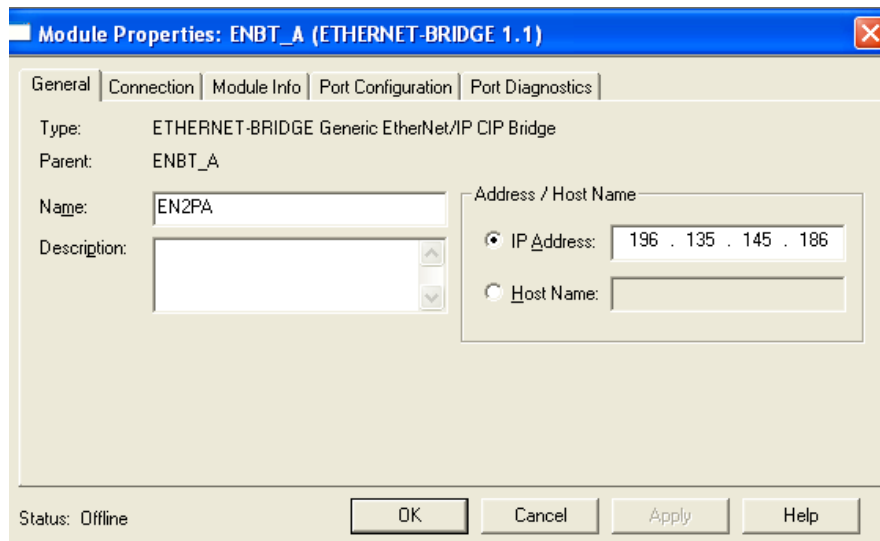 Module Properties: ENBT_A (ETHERNET-BRIDGE 1.1)
General Connection Module Info Port Configuration Port Diagnostics
Type: ETHERNET-BRIDGE Generic EtherNet/IP CIP Bridge
Parent: ENBT_A
Name: EN2PA
Description:
Address / Host Name
IP Address: 196 . 135 . 145 . 186
Host Name:
Status: Offline
OK Cancel Apply Help